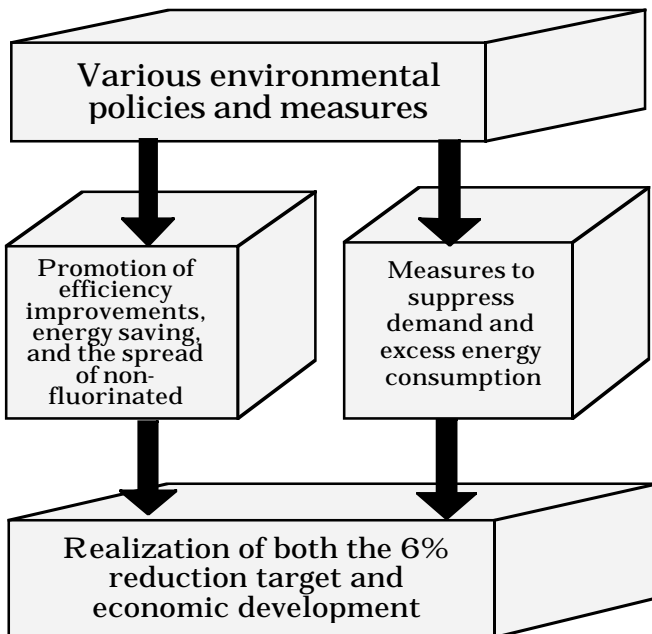 Various environmental
policies and measures
Promotion of
efficiency
improvements,
energy saving,
and the spread
of non-
fluorinated
Measures to
suppress
demand and
excess energy
consumption
Realization of both the 6%
reduction target and
economic development